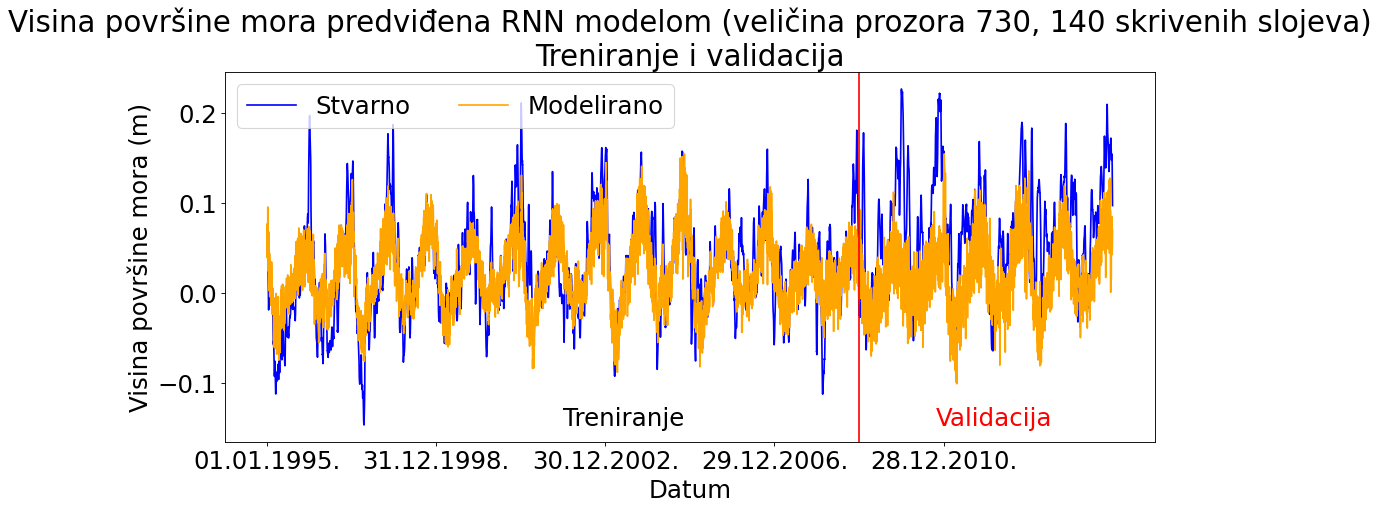 Visina površine mora predviđena RNN modelom (veličina prozora 730, 140 skrivenih slojeva)
Treniranje i validacija
Stvarno Modelirano
Visina površine mora (m)
0.2
0.1
0.0
−0.1
Treniranje Validacija
01.01.1995. 31.12.1998. 30.12.2002. 29.12.2006. 28.12.2010.
Datum